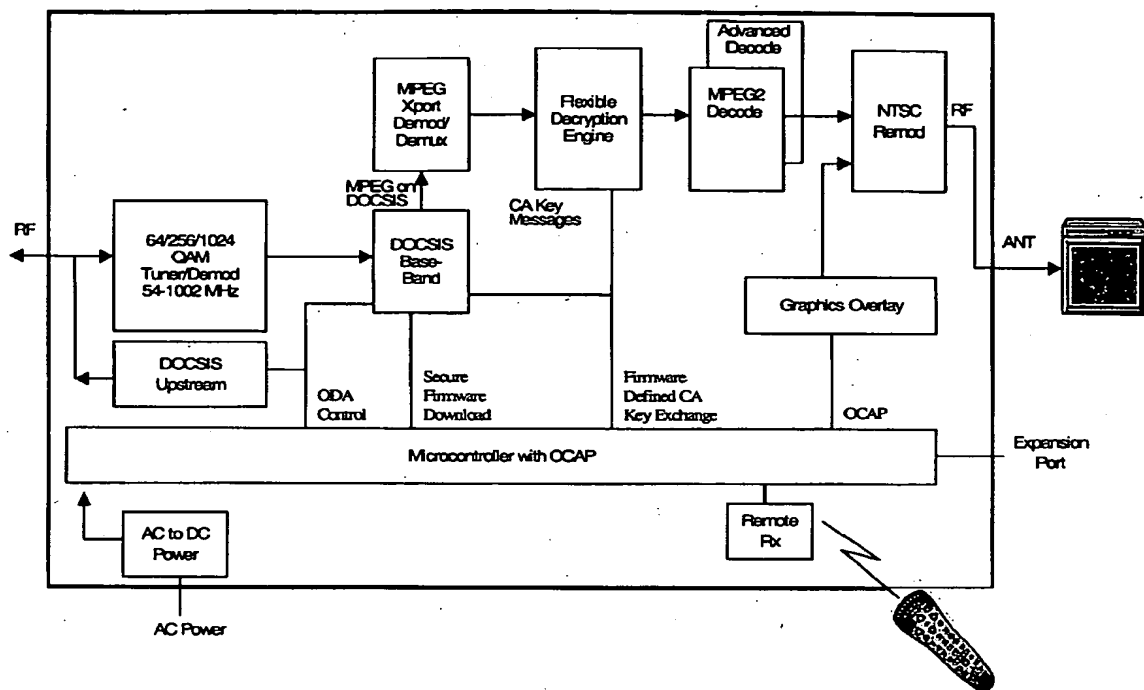 Advanced
Decode
MPEG
Xport
Demod/
Demux
Flexible
Decryption
Engine
MPEG2
Decode
NTSC
Remod
RF
MPEG on
DOCSIS
CA Key
Messages
RF
64/256/1024
QAM
Tuner/Demod
54-1002 MHz
DOCSIS
Base-
Band
ANT
Graphics Overlay
DOCSIS
Upstream
ODA
Control
Secure
Firmware
Download
Firmware
Defined CA
Key Exchange
OCAP
Microcontroller with OCAP
Expansion
Port
AC to DC
Power
Remote
Rx
AC Power